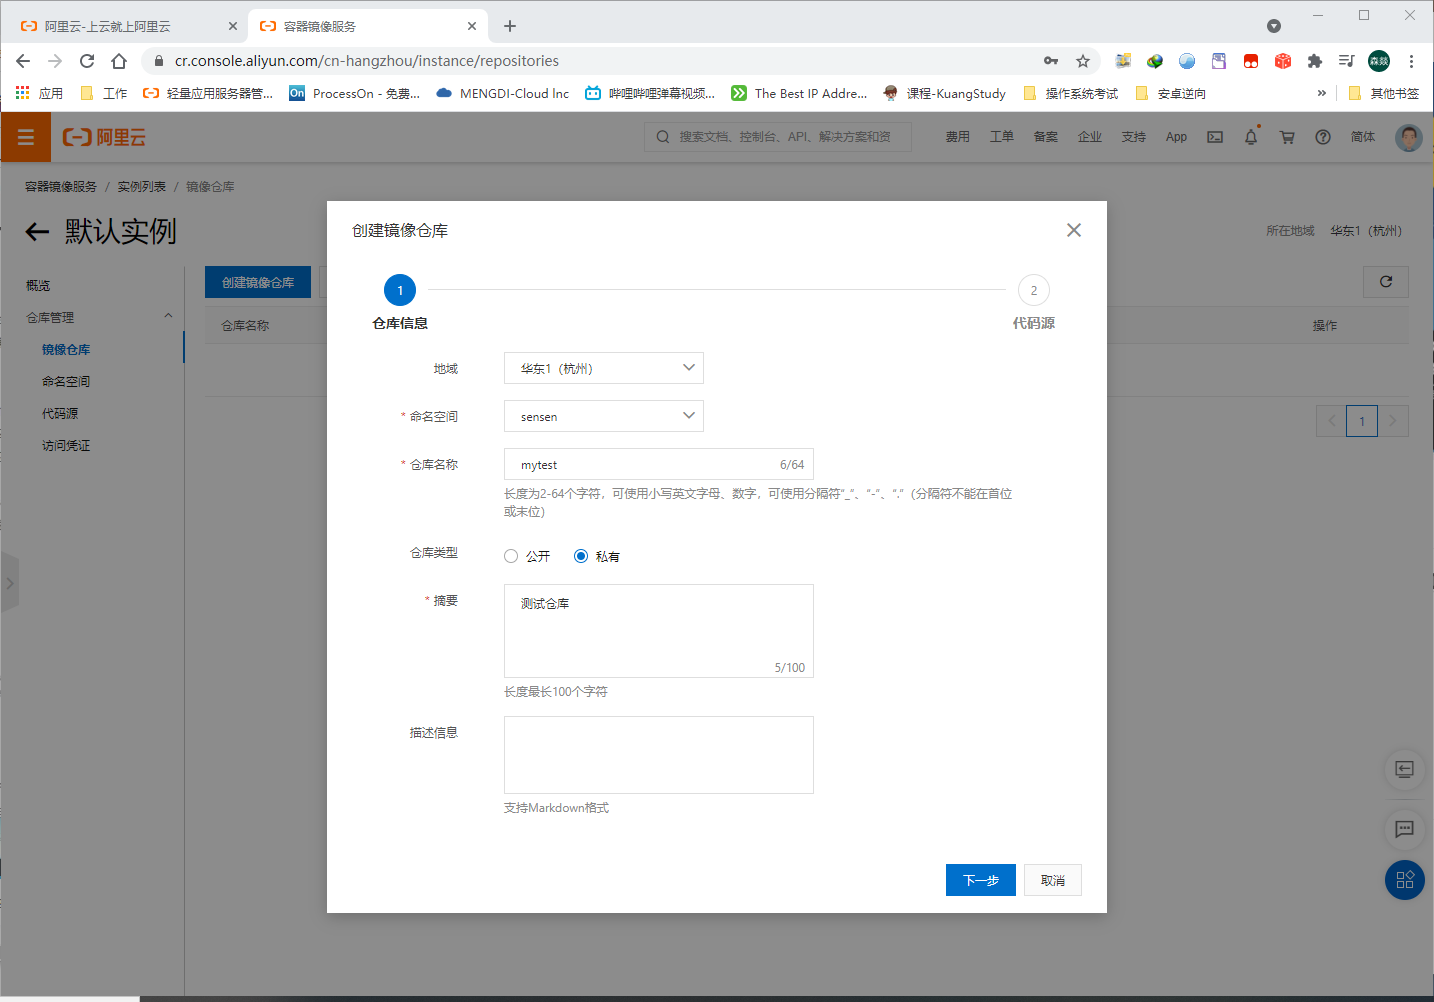 阿里云-上云就上阿里云
容器镜像服务
cr.console.aliyun.com/cn-hangzhou/instance/repositories
森燚
应用
工作
轻量应用服务器管...
On
ProcessOn - 免费...
MENGDI-Cloud Inc
哔哩哔哩弹幕视频...
The Best IP Addre...
课程-KuangStudy
操作系统考试
安卓逆向
»
其他书签
阿里云
搜索文档、控制台、API、解决方案和资
费用
工单
备案
企业
支持
App
简体
容器镜像服务 / 实例列表 / 镜像仓库
默认实例
所在地域 华东1（杭州）
概览
仓库管理
镜像仓库
命名空间
代码源
访问凭证
创建镜像仓库
仓库名称
操作
1
创建镜像仓库
1
2
仓库信息
代码源
地域
华东1（杭州）
* 命名空间
sensen
* 仓库名称
mytest
6/64
长度为2-64个字符，可使用小写英文字母、数字，可使用分隔符“_”、“-”、“.”（分隔符不能在首位
或末位）
仓库类型
公开
私有
* 摘要
测试仓库
5/100
长度最长100个字符
描述信息
支持Markdown格式
下一步
取消